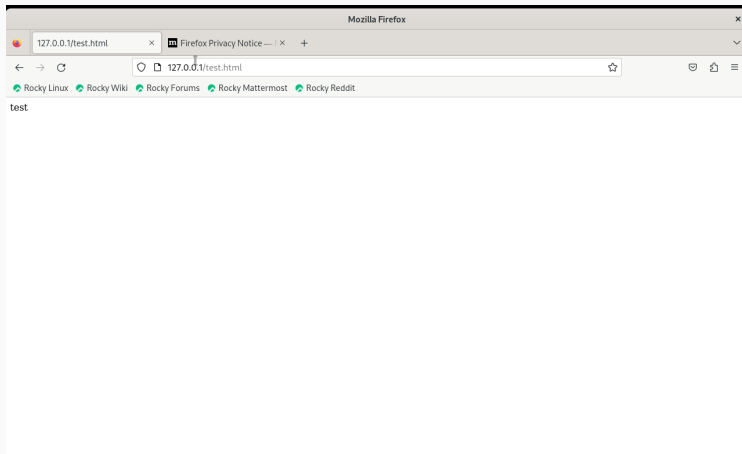 Mozilla Firefox
127.0.0.1/test.html
Firefox Privacy Notice —
127.0.0.1/test.html
Rocky Linux Rocky Wiki Rocky Forums Rocky Mattermost Rocky Reddit
test